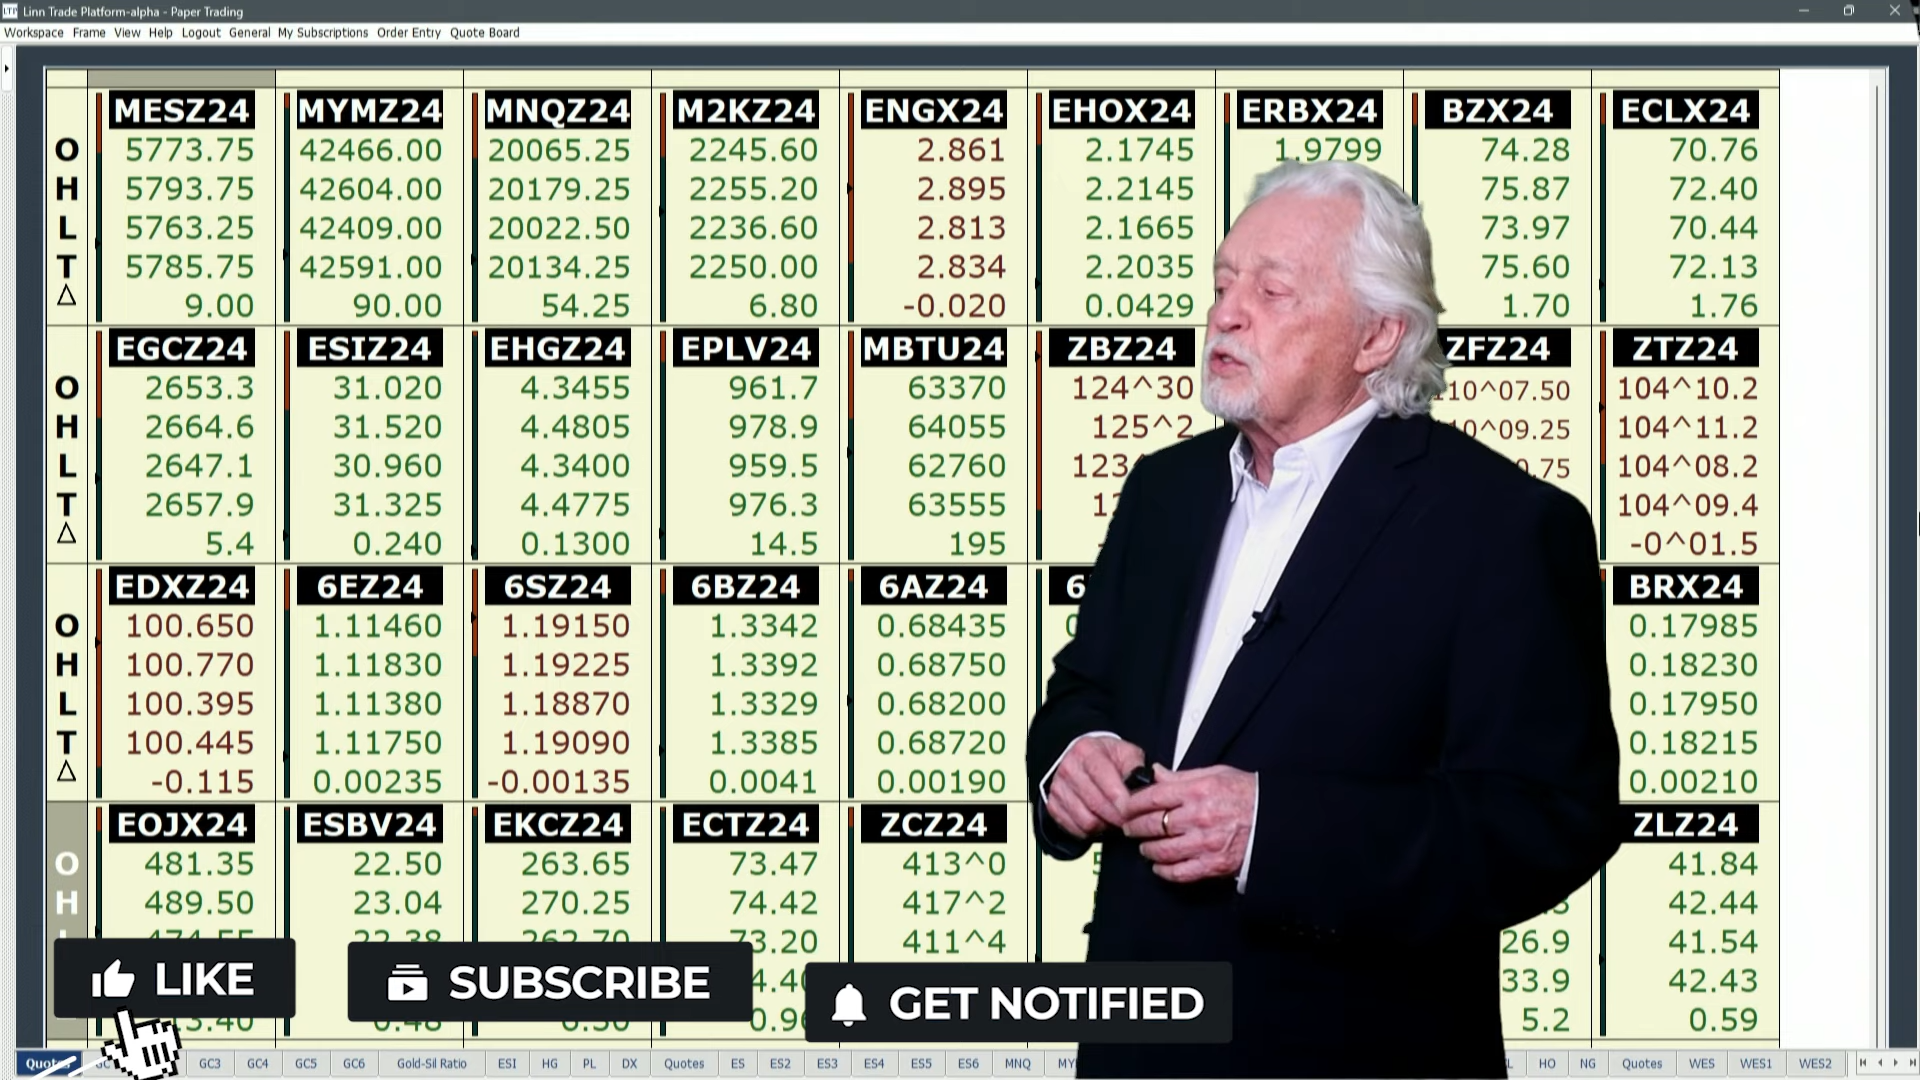 Linn Trade Platform-alpha - Paper Trading
Workspace Frame View Help Logout General My Subscriptions Order Entry Quote Board
MESZ24 MYMZ24 MNQZ24 M2KZ24 ENGX24 EHOX24 ERBX24 BZX24 ECLX24
O 5773.75 42466.00 20065.25 2245.60 2.861 2.1745 1.9799 74.28 70.76
H 5793.75 42604.00 20179.25 2255.20 2.895 2.2145 75.87 72.40
L 5763.25 42409.00 20022.50 2236.60 2.813 2.1665 73.97 70.44
T 5785.75 42591.00 20134.25 2250.00 2.834 2.2035 75.60 72.13
△ 9.00 90.00 54.25 6.80 -0.020 0.0429 1.70 1.76
EGCZ24 ESIZ24 EHGZ24 EPLV24 MBTU24 ZBZ24 ZFZ24 ZTZ24
O 2653.3 31.020 4.3455 961.7 63370 124^30 10^07.50 104^10.2
H 2664.6 31.520 4.4805 978.9 64055 125^2 10^09.25 104^11.2
L 2647.1 30.960 4.3400 959.5 62760 123 .75 104^08.2
T 2657.9 31.325 4.4775 976.3 63555 104^09.4
△ 5.4 0.240 0.1300 14.5 195 -0^01.5
EDXZ24 6EZ24 6SZ24 6BZ24 6AZ24 6 BRX24
O 100.650 1.11460 1.19150 1.3342 0.68435 0.17985
H 100.770 1.11830 1.19225 1.3392 0.68750 0.18230
L 100.395 1.11380 1.18870 1.3329 0.68200 0.17950
T 100.445 1.11750 1.19090 1.3385 0.68720 0.18215
△ -0.115 0.00235 -0.00135 0.0041 0.00190 0.00210
EOJX24 ESBV24 EKCZ24 ECTZ24 ZCZ24 ZLZ24
O 481.35 22.50 263.65 73.47 413^0 41.84
H 489.50 23.04 270.25 74.42 417^2 42.44
73.20 411^4 26.9 41.54
33.9 42.43
5.2 0.59
LIKE SUBSCRIBE GET NOTIFIED
Quotes GC3 GC4 GC5 GC6 Gold-Sil Ratio ESI HG PL DX Quotes ES ES2 ES3 ES4 ES5 ES6 MNQ HO NG Quotes WES WES1 WES2